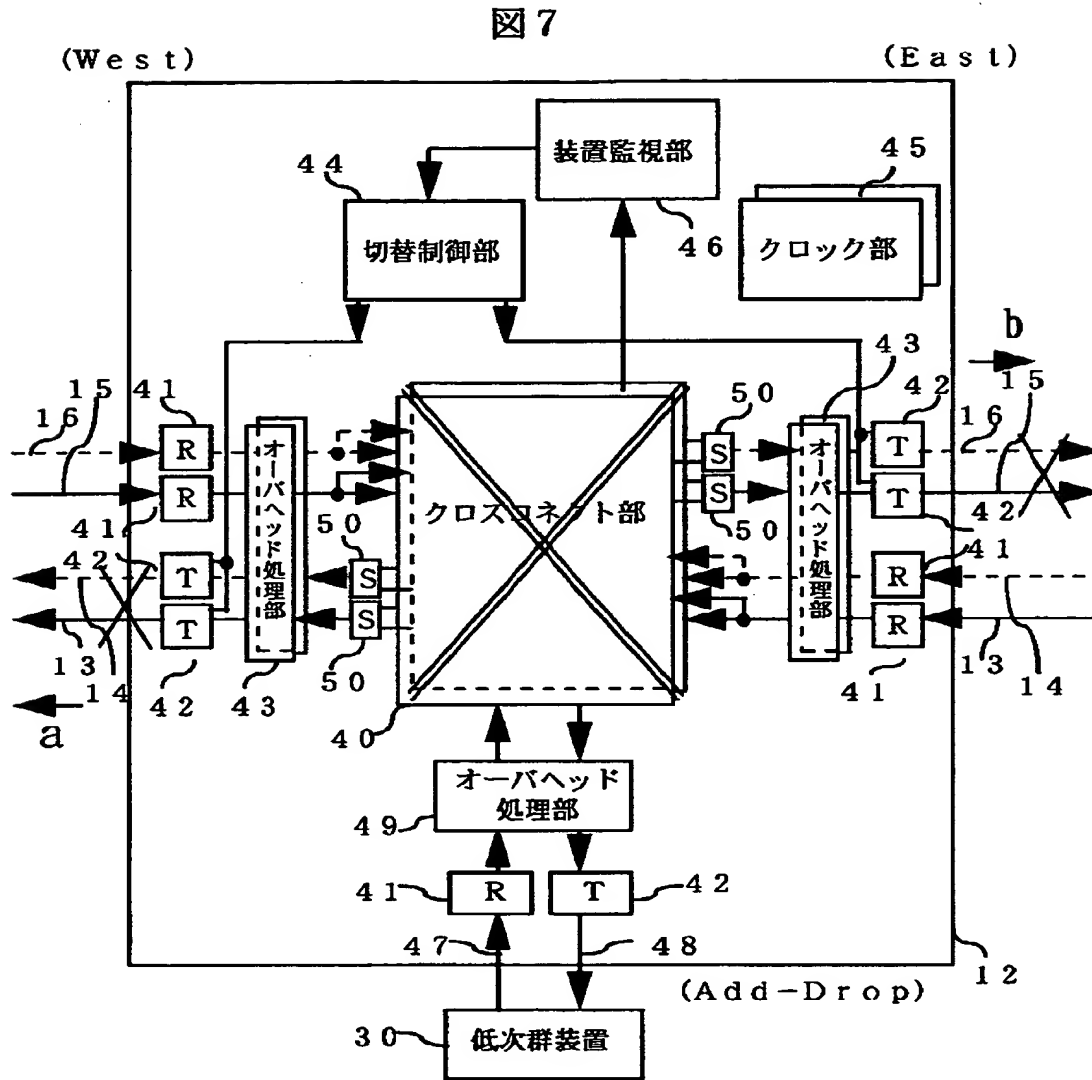 図7
(West)
(East)
44
装置監視部
45
切替制御部
46
クロック部
b
43
15
41
50
42
15
16
16
R
オーバヘッド処理部
S
オーバヘッド処理部
T
R
クロスコネクト部
S
T
41
50
50
42
41
42
T
S
R
T
S
R
13
14
42
43
50
41
13
14
a
40
オーバヘッド
処理部
49
41
R
T
42
47
48
12
(Add-Drop)
30
低次群装置